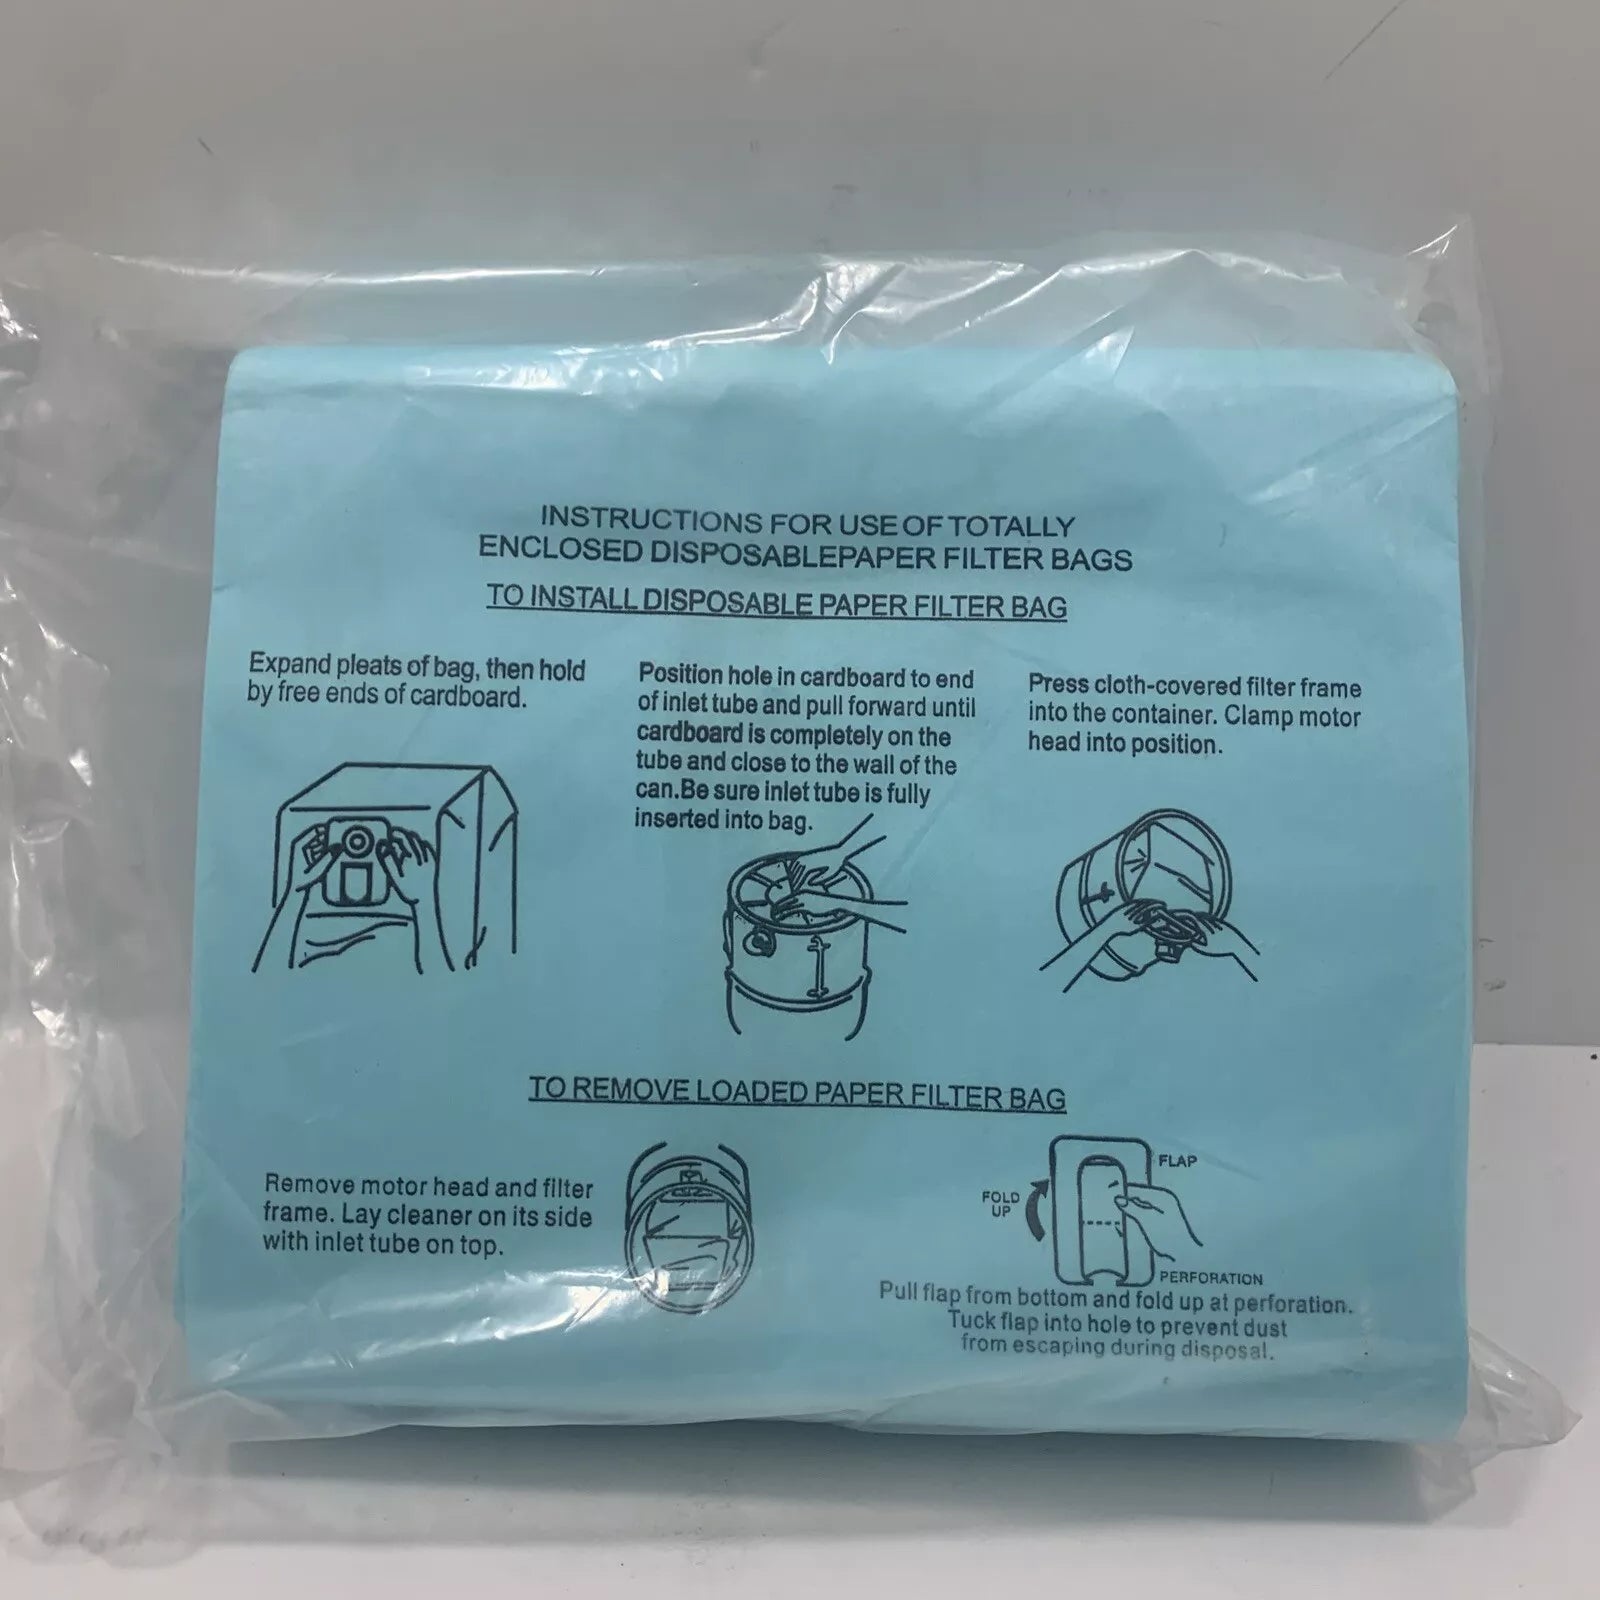 INSTRUCTIONS FOR USE OF TOTALLY
ENCLOSED DISPOSABLEPAPER FILTER BAGS
TO INSTALL DISPOSABLE PAPER FILTER BAG
Expand pleats of bag, then hold
by free ends of cardboard.
Position hole in cardboard to end
of inlet tube and pull forward until
cardboard is completely on the
tube and close to the wall of the
can.Be sure inlet tube is fully
inserted into bag.
Press cloth-covered filter frame
into the container. Clamp motor
head into position.
TO REMOVE LOADED PAPER FILTER BAG
Remove motor head and filter
frame. Lay cleaner on its side
with inlet tube on top.
FLAP
FOLD
UP
PERFORATION
Pull flap from bottom and fold up at perforation.
Tuck flap into hole to prevent dust
from escaping during disposal.